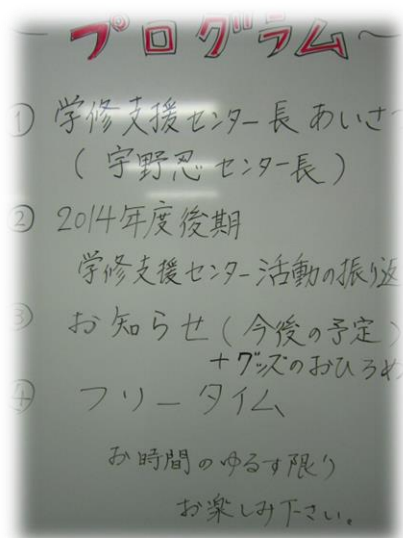 ～プログラム～
① 学修支援センター長 あいさつ
(宇野忍 センター長)
② 2014年度後期
学修支援センター活動の振り返
③ お知らせ(今後の予定)
+グッズのおひろめ
④ フリータイム
お時間のゆるす限り
お楽しみ下さい。